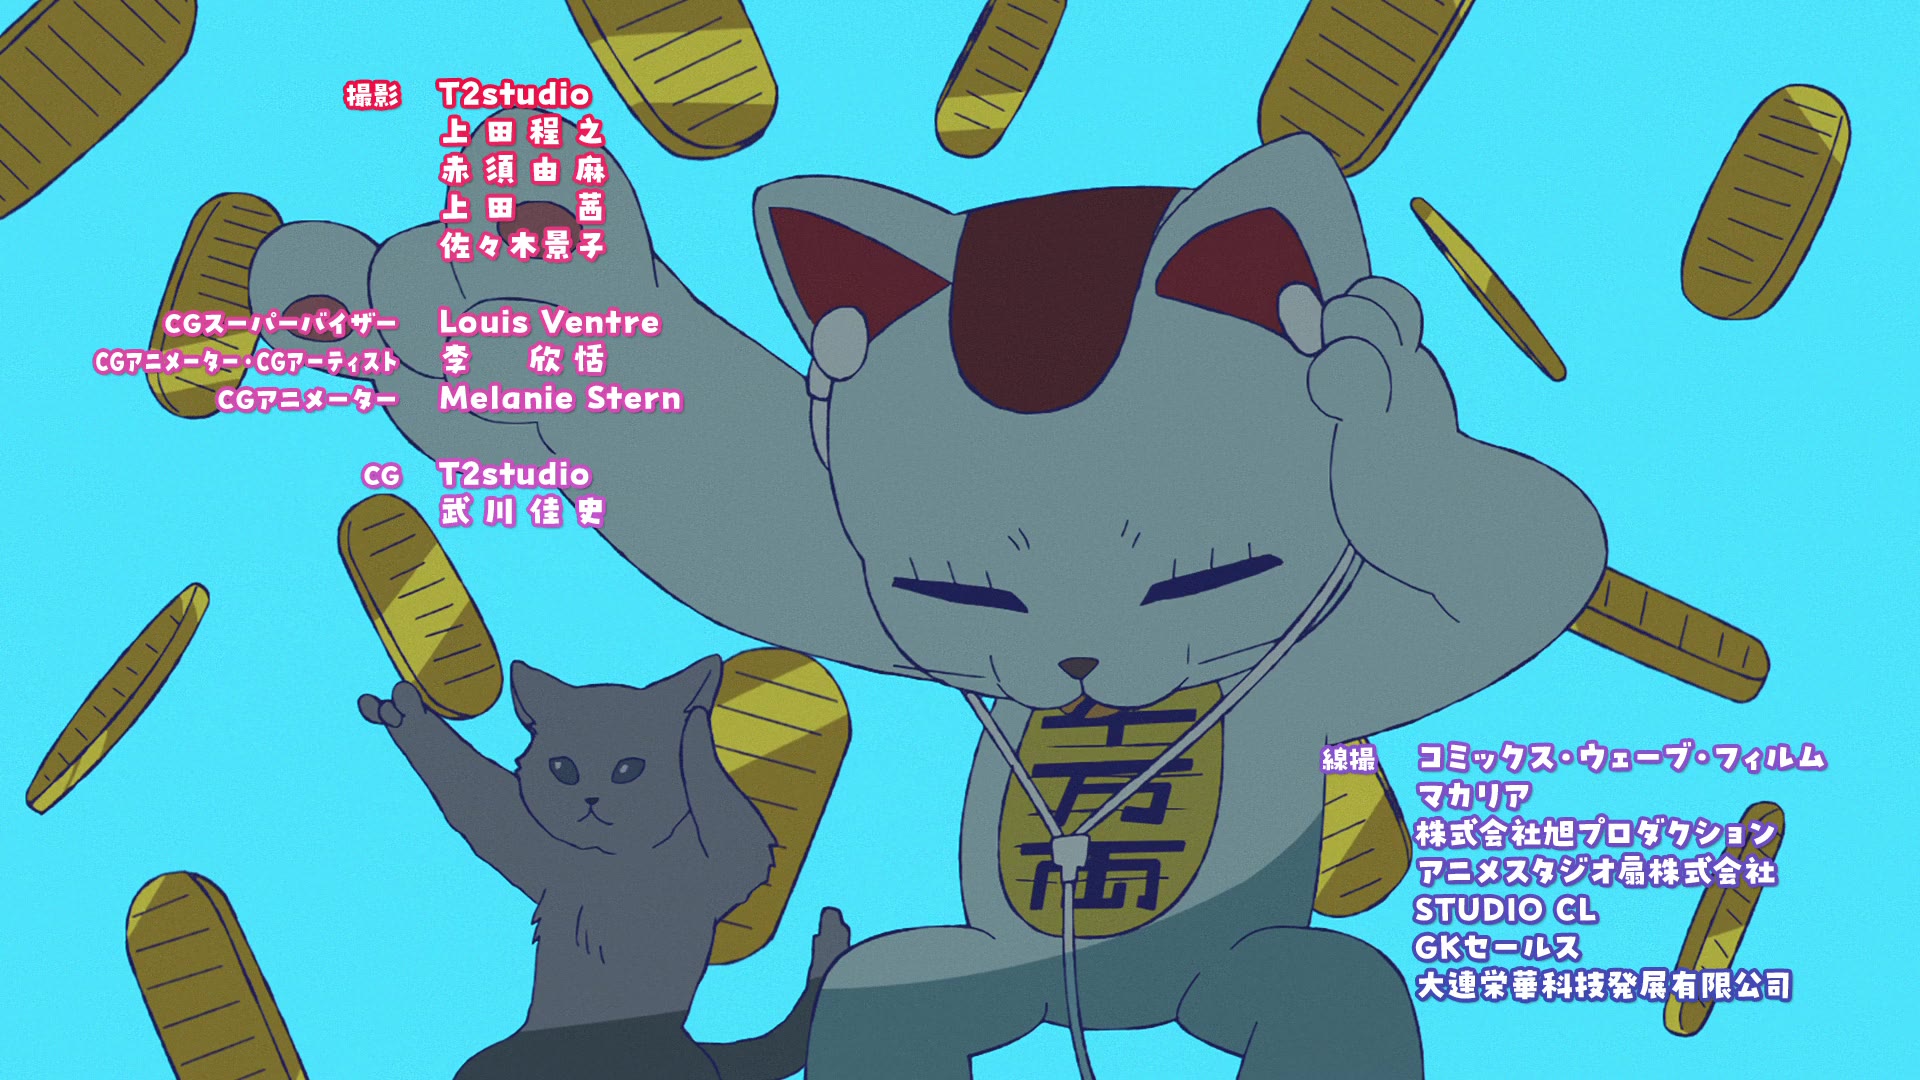 撮影 T2studio
上田程之
赤須由麻
上田 茜
佐々木景子
CGスーパーバイザー Louis Ventre
CGアニメーター・CGアーティスト 李 欣恬
CGアニメーター Melanie Stern
CG T2studio
武川佳史
線撮 コミックス・ウェーブ・フィルム
マカリア
株式会社旭プロダクション
アニメスタジオ扇株式会社
STUDIO CL
GKセールス
大連栄華科技発展有限公司
万両